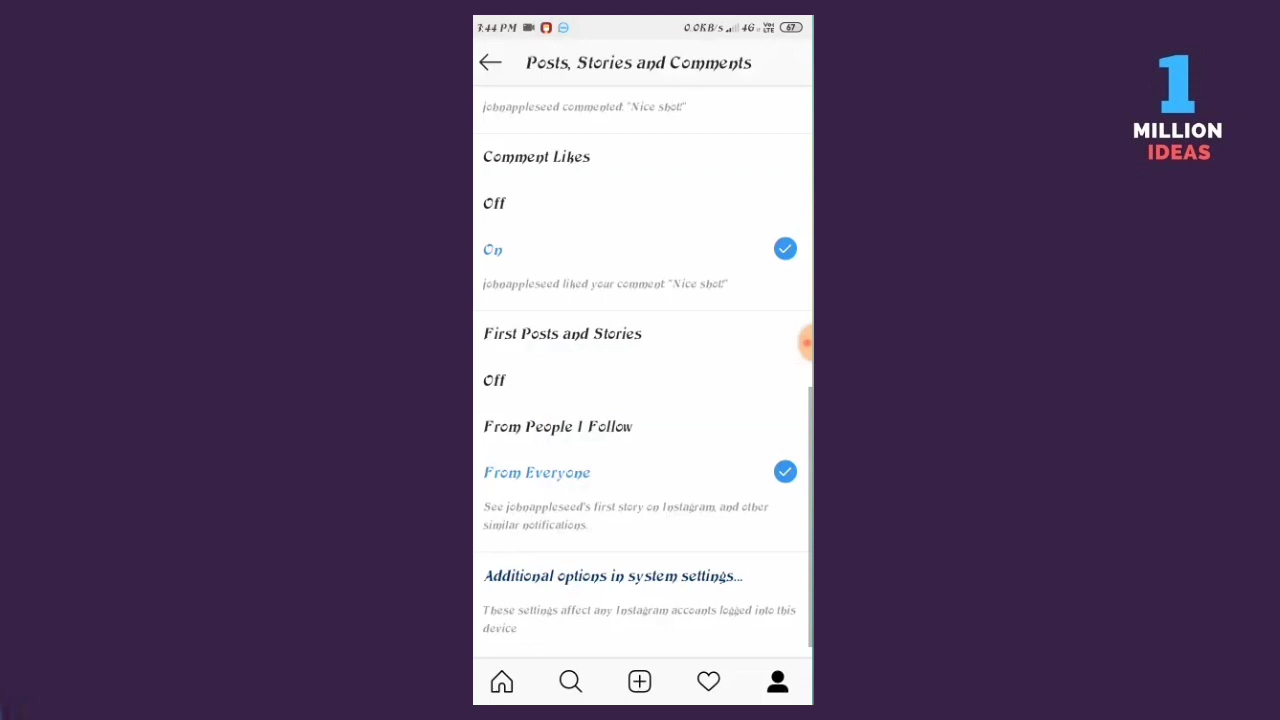 7:44 PM
0.0KB/s 4G Vo LTE 67
Posts, Stories and Comments
johnappleseed commented: "Nice shot!"
Comment Likes
Off
On
johnappleseed liked your comment "Nice shot!"
First Posts and Stories
Off
From People I Follow
From Everyone
See johnappleseed's first story on Instagram, and other
similar notifications.
Additional options in system settings...
These settings affect any Instagram accounts logged into this
device
1
MILLION
IDEAS